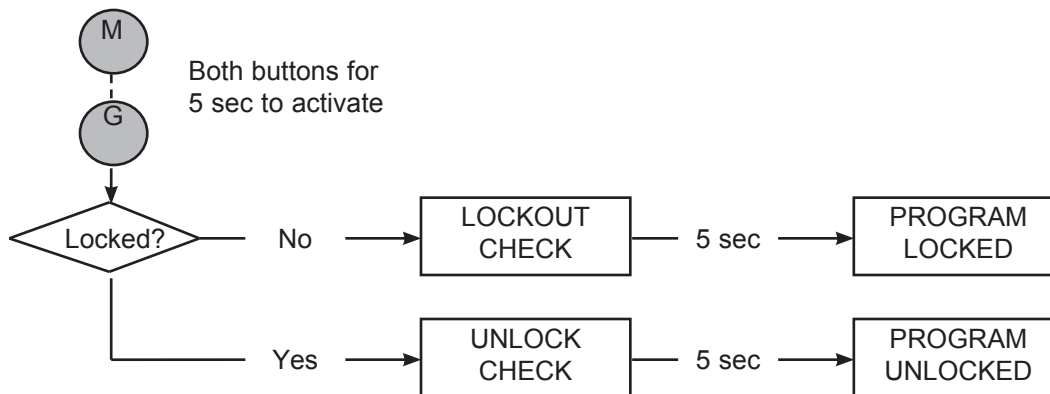 M
Both buttons for
5 sec to activate
G
Locked?
No
LOCKOUT
CHECK
5 sec
PROGRAM
LOCKED
Yes
UNLOCK
CHECK
5 sec
PROGRAM
UNLOCKED